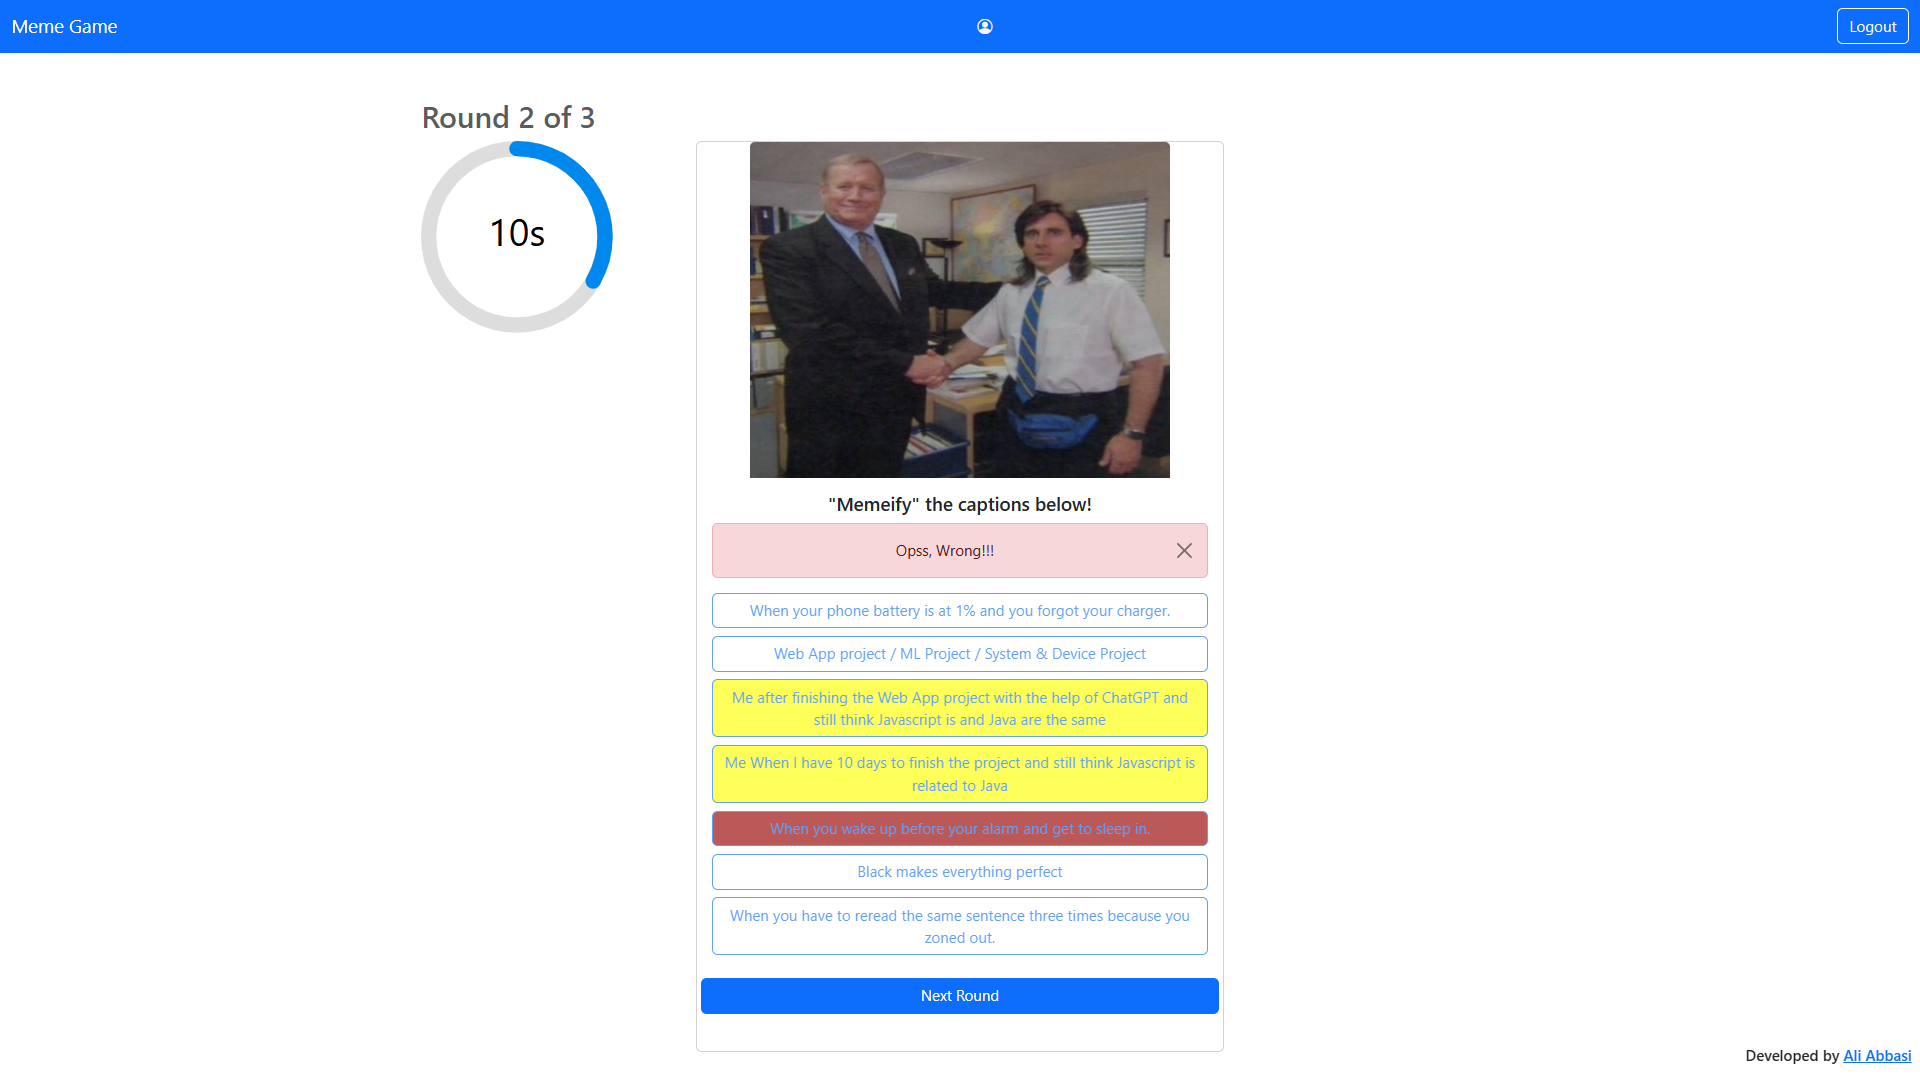 Meme Game
Logout
Round 2 of 3
10s
"Memeify" the captions below!
Opss, Wrong!!!
When your phone battery is at 1% and you forgot your charger.
Web App project / ML Project / System & Device Project
Me after finishing the Web App project with the help of ChatGPT and
still think Javascript is and Java are the same
Me When I have 10 days to finish the project and still think Javascript is
related to Java
When you wake up before your alarm and get to sleep in.
Black makes everything perfect
When you have to reread the same sentence three times because you
zoned out.
Next Round
Developed by Ali Abbasi